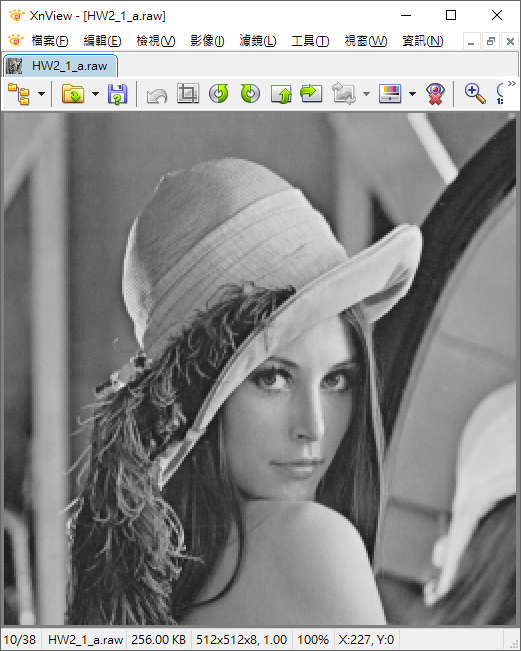 XnView - [HW2_1_a.raw]
檔案(F) 編輯(E) 檢視(V) 影像(I) 濾鏡(L) 工具(T) 視窗(W) 資訊(N)
HW2_1_a.raw
10/38 HW2_1_a.raw 256.00 KB 512x512x8, 1.00 100% X:227, Y:0